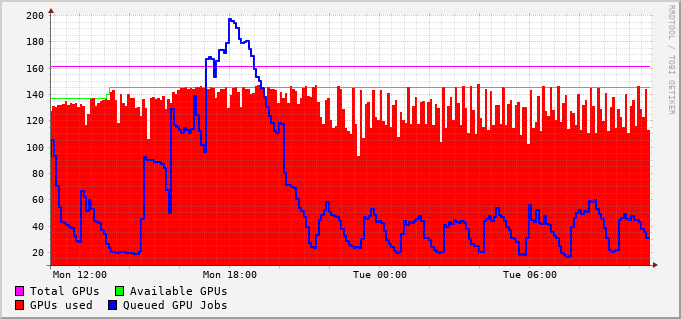 200
180
160
140
120
100
80
60
40
20
Mon 12:00 Mon 18:00 Tue 00:00 Tue 06:00
Total GPUs Available GPUs
GPUs used Queued GPU Jobs
RRDTOOL / TOBI OETIKER